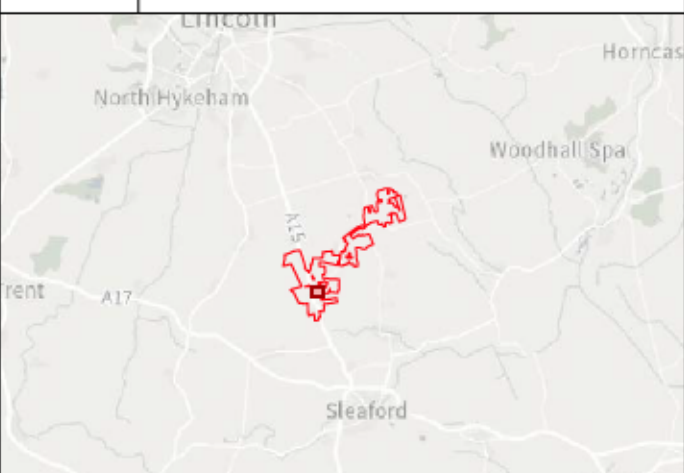 Lincoln
Horncas
North Hykeham
Woodhall Spa
A15
rent
A17
Sleaford